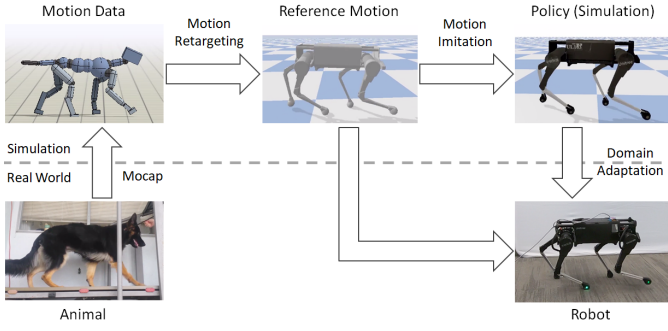 Motion Data
Motion
Retargeting
Reference Motion
Motion
Imitation
Policy (Simulation)
Simulation
Real World
Mocap
Domain
Adaptation
Animal
Robot